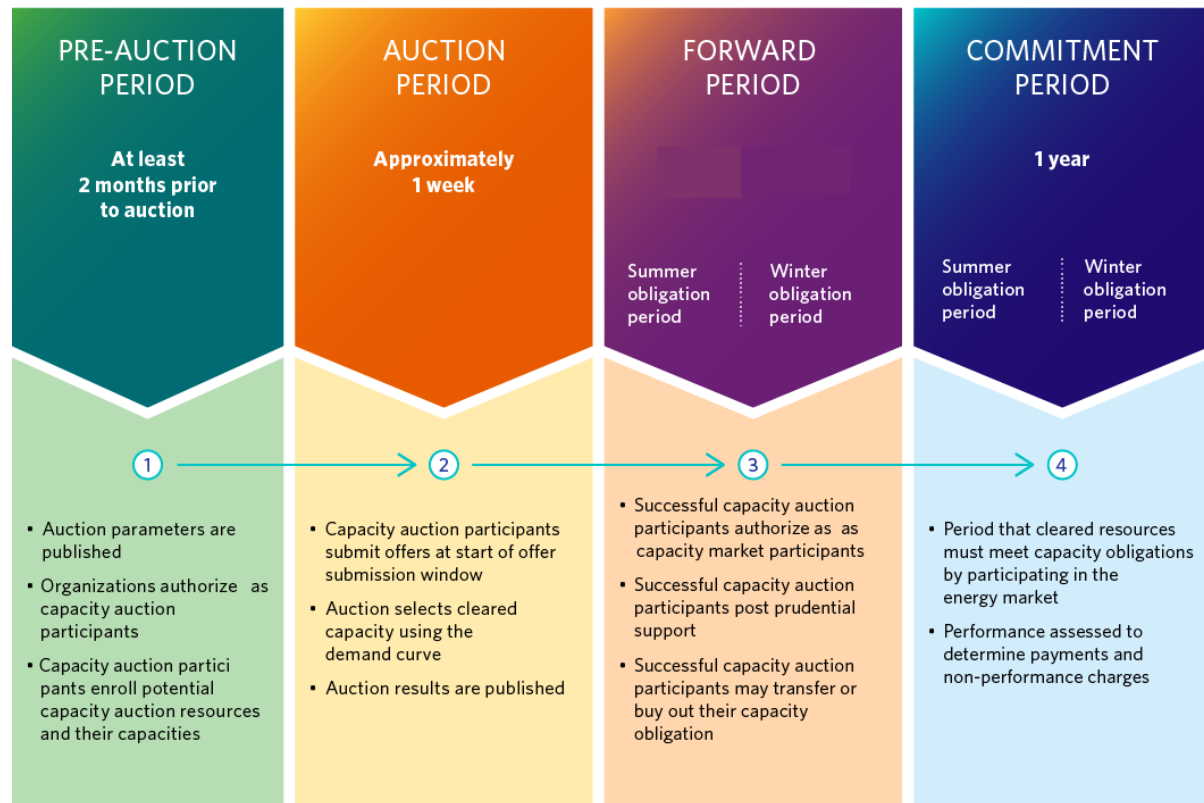 PRE-AUCTION
PERIOD
At least
2 months prior
to auction
1
• Auction parameters are
published
• Organizations authorize as
capacity auction
participants
• Capacity auction partici
pants enroll potential
capacity auction resources
and their capacities
AUCTION
PERIOD
Approximately
1 week
2
• Capacity auction participants
submit offers at start of offer
submission window
• Auction selects cleared
capacity using the
demand curve
• Auction results are published
FORWARD
PERIOD
Summer
obligation
period
Winter
obligation
period
3
• Successful capacity auction
participants authorize as as
capacity market participants
• Successful capacity auction
participants post prudential
support
• Successful capacity auction
participants may transfer or
buy out their capacity
obligation
COMMITMENT
PERIOD
1 year
Summer
obligation
period
Winter
obligation
period
4
• Period that cleared resources
must meet capacity obligations
by participating in the
energy market
• Performance assessed to
determine payments and
non-performance charges